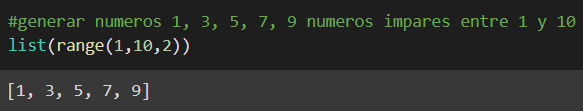 #generar numeros 1, 3, 5, 7, 9 numeros impares entre 1 y 10
list(range(1,10,2))
[1, 3, 5, 7, 9]